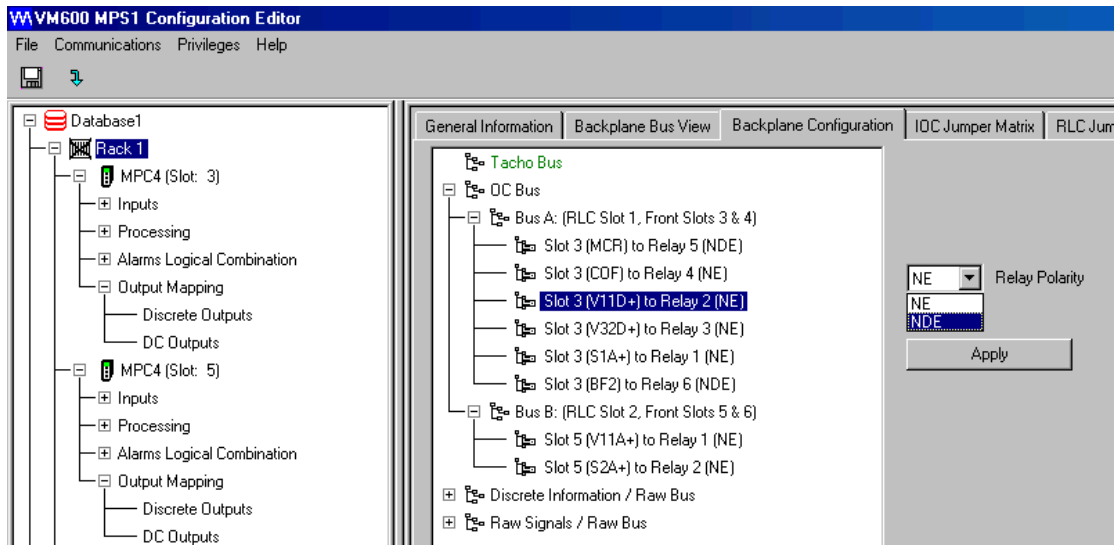 VM600 MPS1 Configuration Editor
File Communications Privileges Help
Database1
Rack 1
MPC4 (Slot: 3)
Inputs
Processing
Alarms Logical Combination
Output Mapping
Discrete Outputs
DC Outputs
MPC4 (Slot: 5)
Inputs
Processing
Alarms Logical Combination
Output Mapping
Discrete Outputs
DC Outputs
General Information Backplane Bus View Backplane Configuration IOC Jumper Matrix RLC Jum
Tacho Bus
OC Bus
Bus A: (RLC Slot 1, Front Slots 3 & 4)
Slot 3 (MCR) to Relay 5 (NDE)
Slot 3 (COF) to Relay 4 (NE)
Slot 3 (V11D+) to Relay 2 (NE)
Slot 3 (V32D+) to Relay 3 (NE)
Slot 3 (S1A+) to Relay 1 (NE)
Slot 3 (BF2) to Relay 6 (NDE)
Bus B: (RLC Slot 2, Front Slots 5 & 6)
Slot 5 (V11A+) to Relay 1 (NE)
Slot 5 (S2A+) to Relay 2 (NE)
Discrete Information / Raw Bus
Raw Signals / Raw Bus
NE Relay Polarity
NE
NDE
Apply